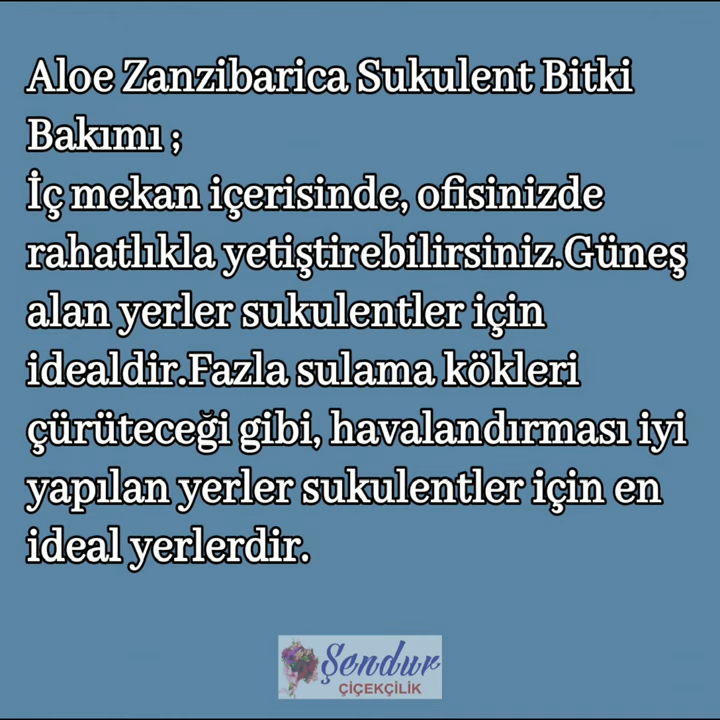 Aloe Zanzibarica Sukulent Bitki
Bakımı ;
İç mekan içerisinde, ofisinizde
rahatlıkla yetiştirebilirsiniz.Güneş
alan yerler sukulentler için
idealdir.Fazla sulama kökleri
çürüteceği gibi, havalandırması iyi
yapılan yerler sukulentler için en
ideal yerlerdir.
Şendur
ÇİÇEKÇİLİK